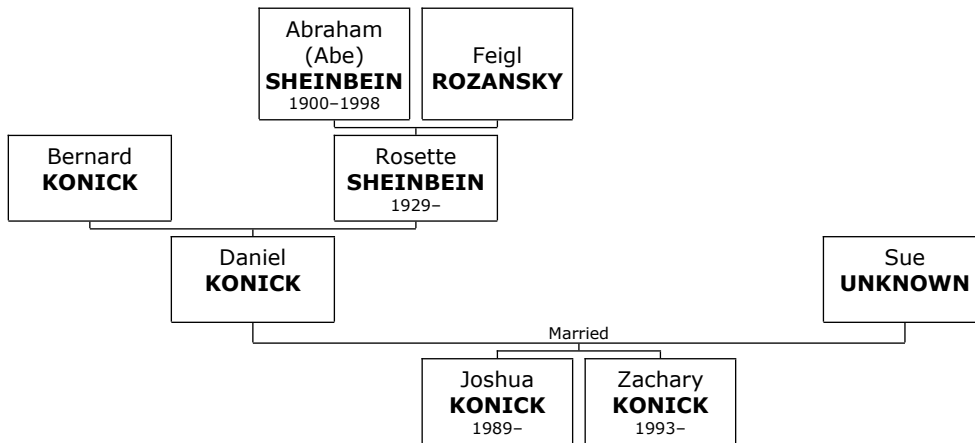 Abraham
(Abe)
SHEINBEIN
1900–1998
Feigl
ROZANSKY
Bernard
KONICK
Rosette
SHEINBEIN
1929–
Daniel
KONICK
Sue
UNKNOWN
Married
Joshua
KONICK
1989–
Zachary
KONICK
1993–